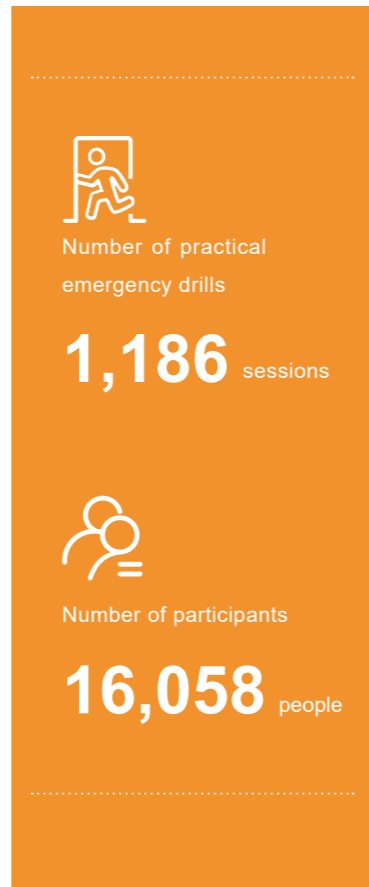 Number of practical
emergency drills
1,186 sessions
Number of participants
16,058 people